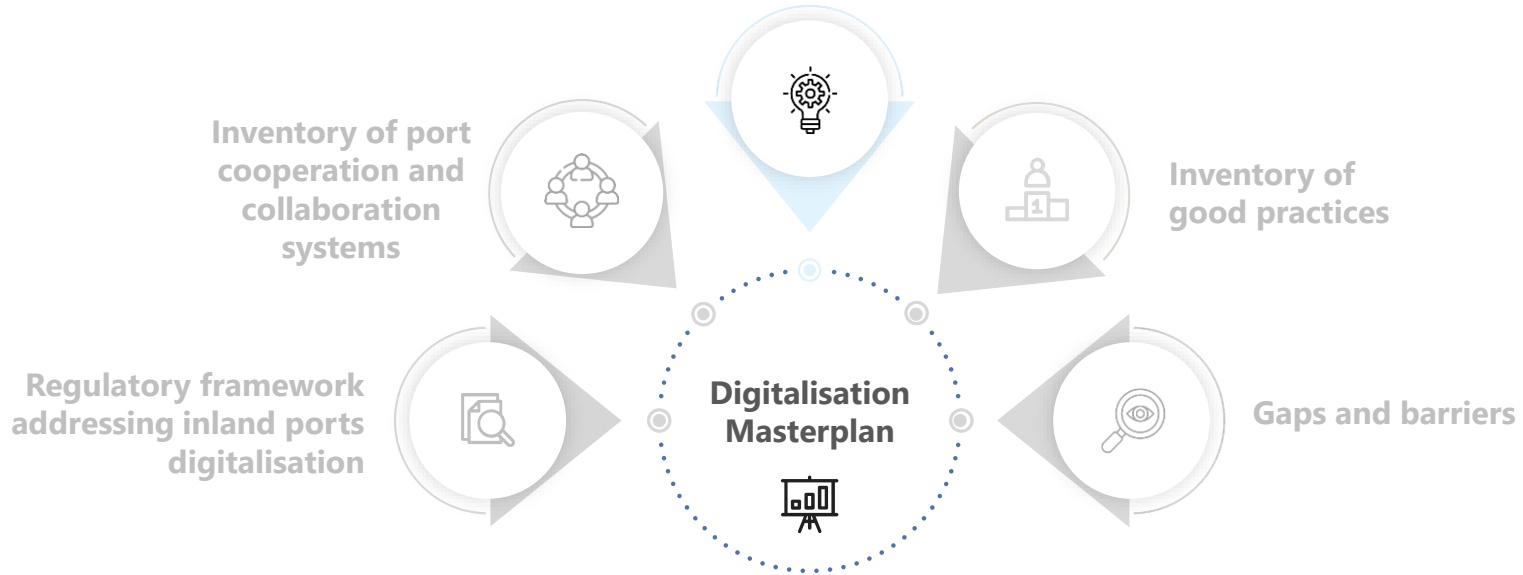 Inventory of port
cooperation and
collaboration
systems
Inventory of
good practices
Regulatory framework
addressing inland ports
digitalisation
Digitalisation
Masterplan
Gaps and barriers
1